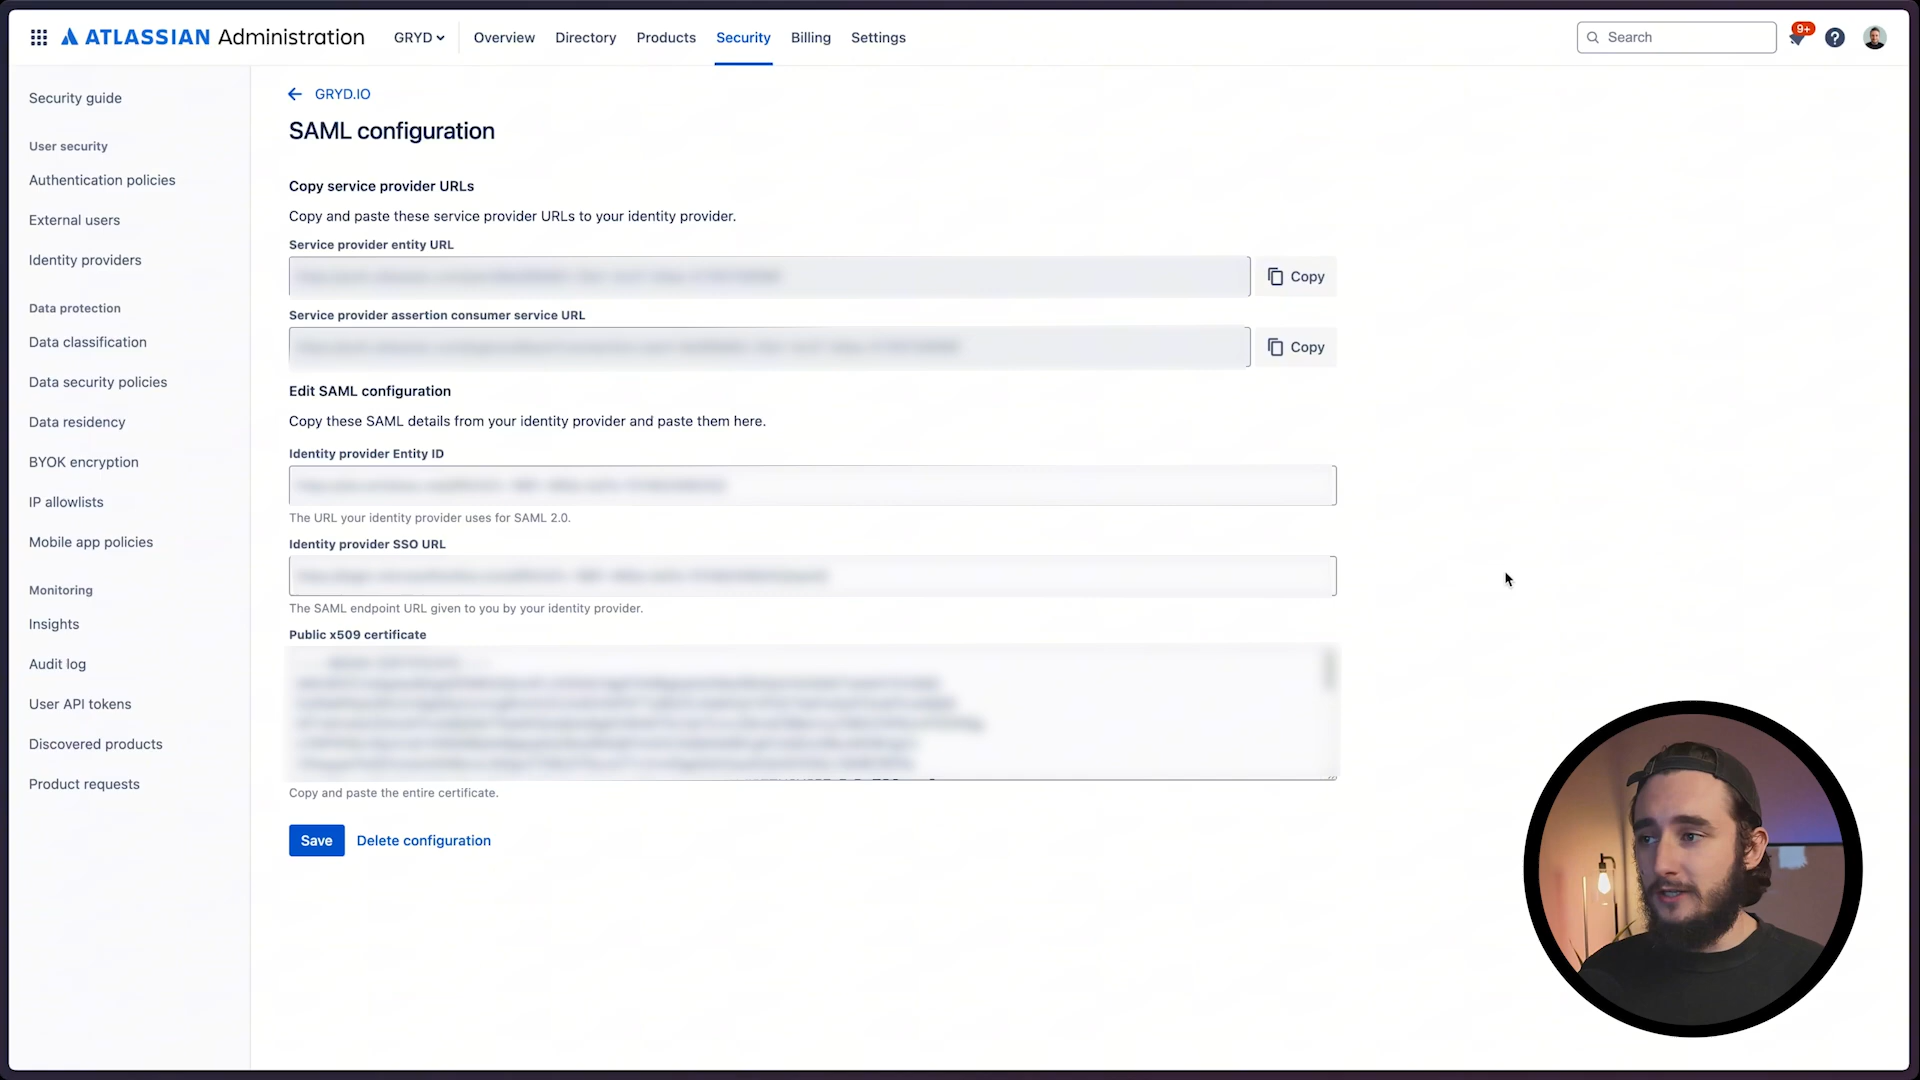 ATLASSIAN Administration
GRYD
Overview
Directory
Products
Security
Billing
Settings
Search
9+
Security guide
User security
Authentication policies
External users
Identity providers
Data protection
Data classification
Data security policies
Data residency
BYOK encryption
IP allowlists
Mobile app policies
Monitoring
Insights
Audit log
User API tokens
Discovered products
Product requests
GRYD.IO
SAML configuration
Copy service provider URLs
Copy and paste these service provider URLs to your identity provider.
Service provider entity URL
Copy
Service provider assertion consumer service URL
Copy
Edit SAML configuration
Copy these SAML details from your identity provider and paste them here.
Identity provider Entity ID
The URL your identity provider uses for SAML 2.0.
Identity provider SSO URL
The SAML endpoint URL given to you by your identity provider.
Public x509 certificate
Copy and paste the entire certificate.
Save
Delete configuration